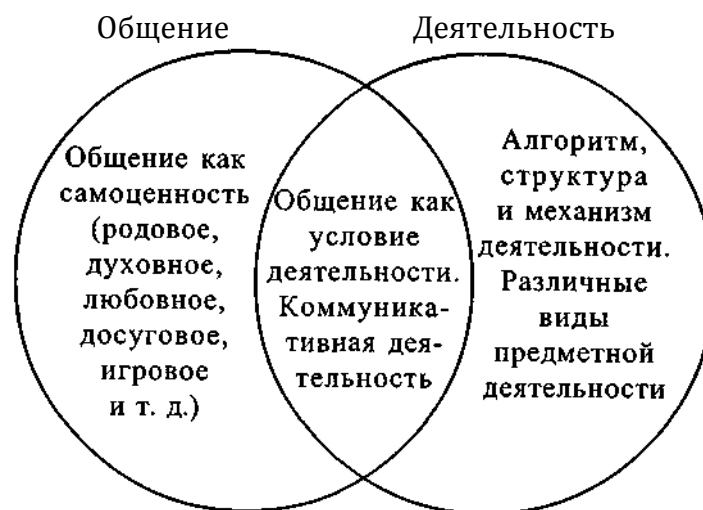 Общение
Деятельность
Общение как
самоценность
(родовое,
духовное,
любовное,
досуговое,
игровое
и т. д.)
Общение как
условие
деятельности.
Коммуника-
тивная дея-
тельность
Алгоритм,
структура
и механизм
деятельности.
Различные
виды
предметной
деятельности